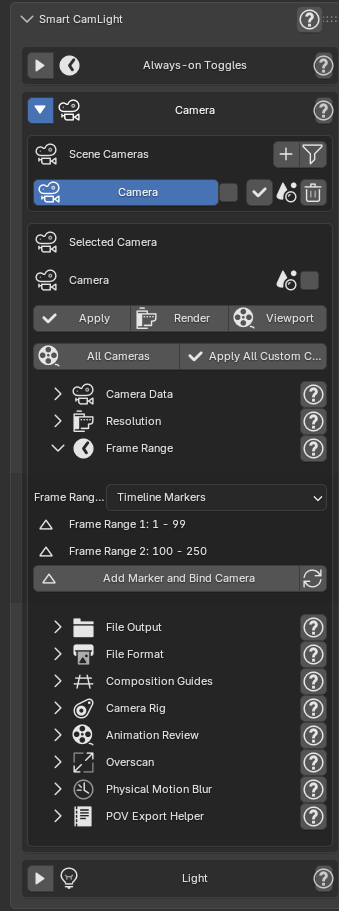 Smart CamLight
Always-on Toggles
Camera
Scene Cameras
Camera
Selected Camera
Camera
Apply Render Viewport
All Cameras Apply All Custom C...
Camera Data
Resolution
Frame Range
Frame Rang... Timeline Markers
Frame Range 1: 1 - 99
Frame Range 2: 100 - 250
Add Marker and Bind Camera
File Output
File Format
Composition Guides
Camera Rig
Animation Review
Overscan
Physical Motion Blur
POV Export Helper
Light